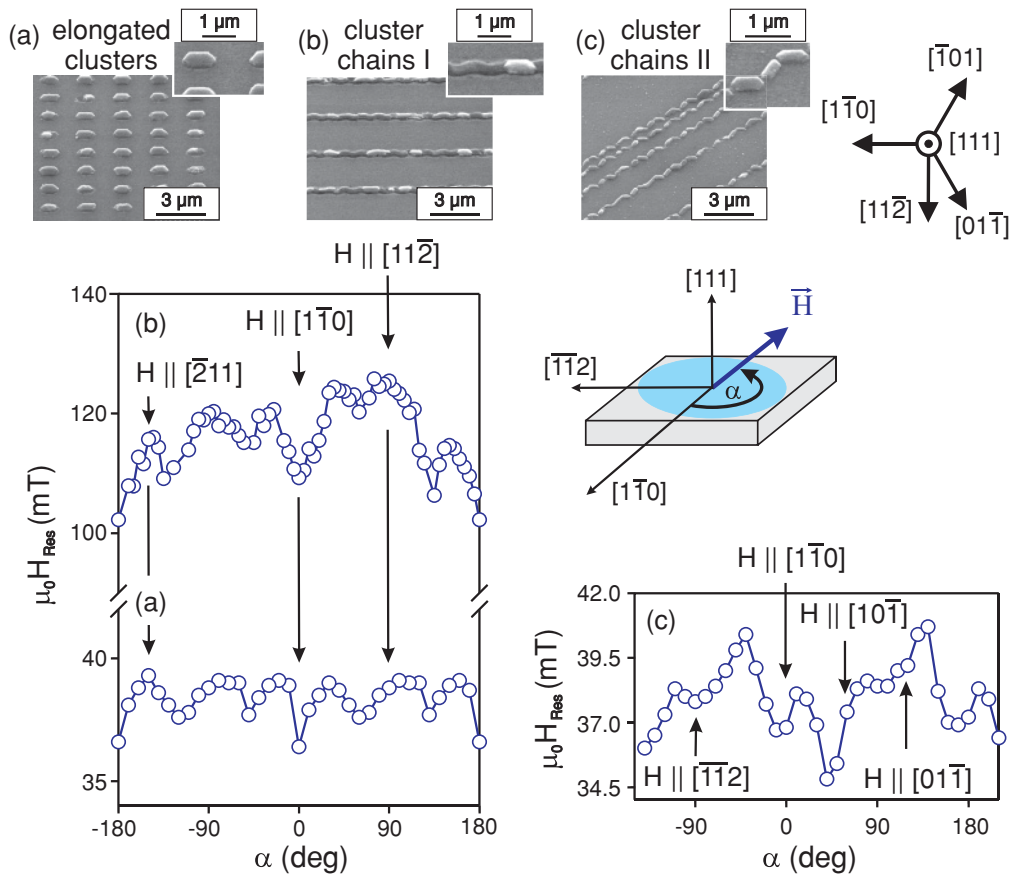 (a) elongated clusters
1 µm
3 µm
(b) cluster chains I
1 µm
3 µm
(c) cluster chains II
1 µm
3 µm
[1̅01]
[11̅0]
[111]
[112̅]
[011̅]
H || [112̅]
140
(b)
H || [11̅0]
H || [2̅11]
120
100
µ₀H_Res (mT)
(a)
40
35
-180
-90
0
90
180
α (deg)
[111]
H⃗
[1̅1̅2]
α
[11̅0]
H || [11̅0]
42.0
(c)
H || [101̅]
39.5
37.0
34.5
µ₀H_Res (mT)
H || [1̅1̅2]
H || [011̅]
-90
0
90
180
α (deg)